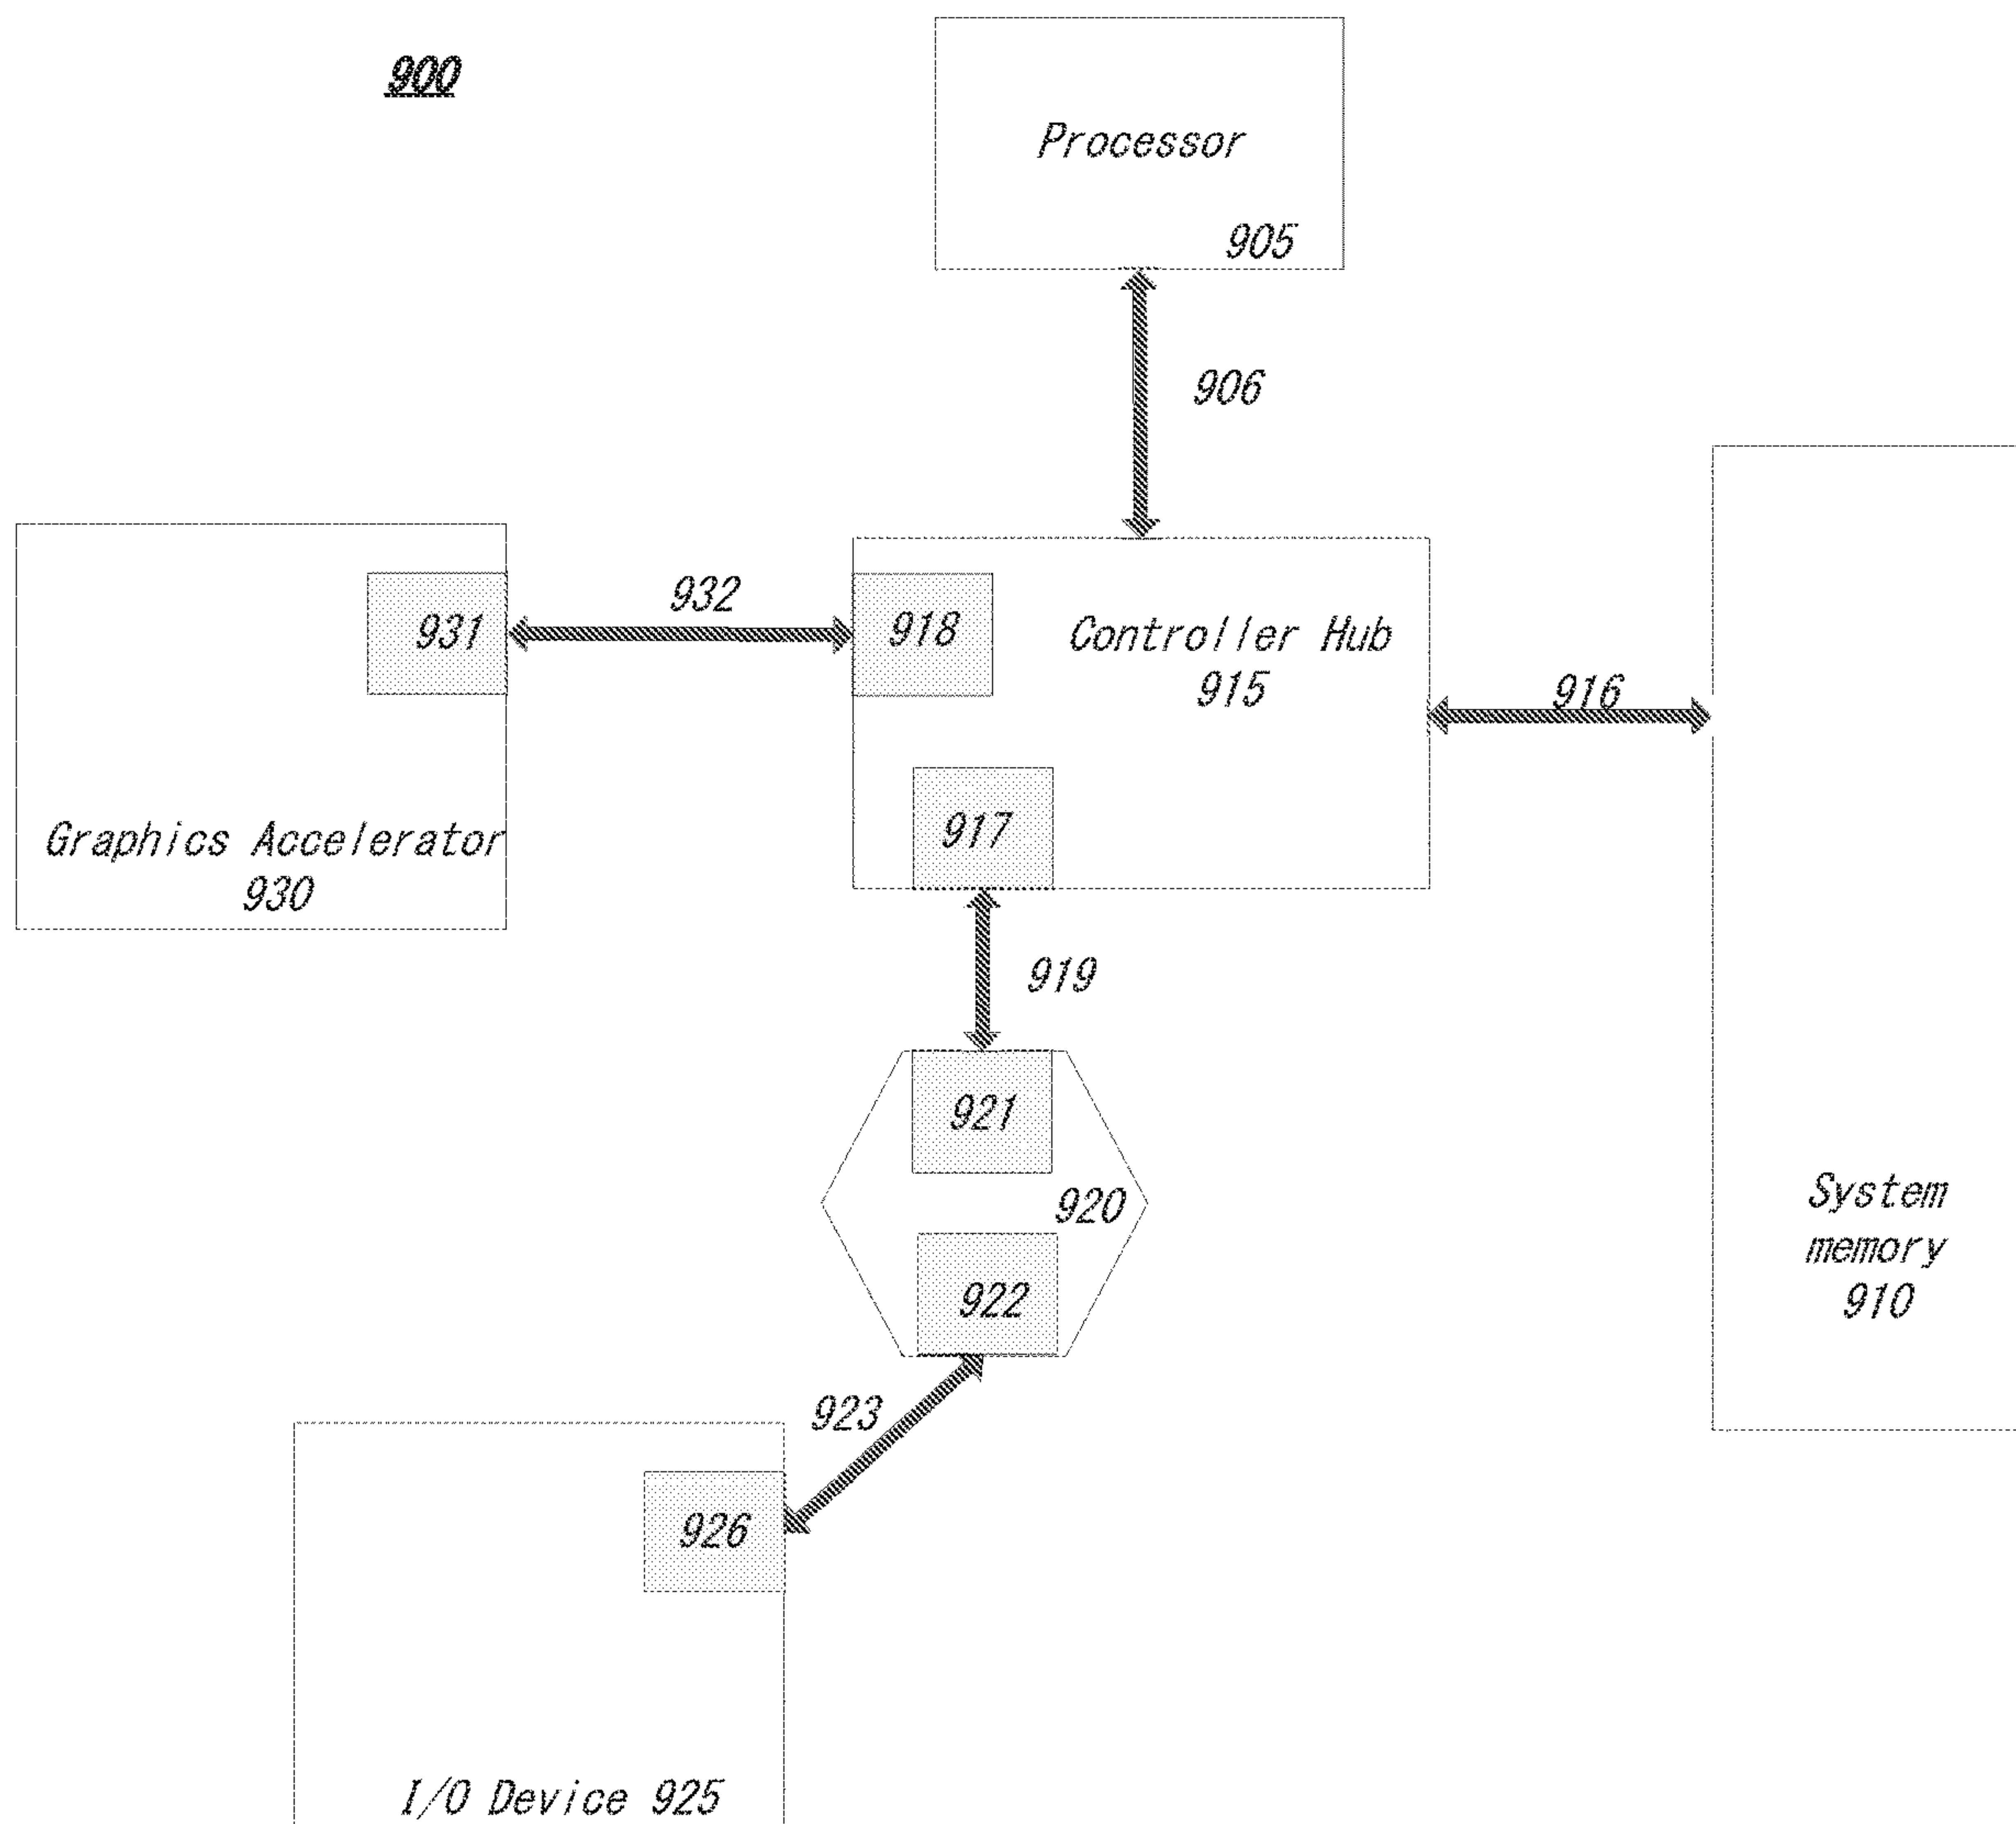 900
Processor
905
906
931
932
918
Controller Hub
915
916
917
Graphics Accelerator
930
919
921
920
922
System
memory
910
923
926
I/O Device 925